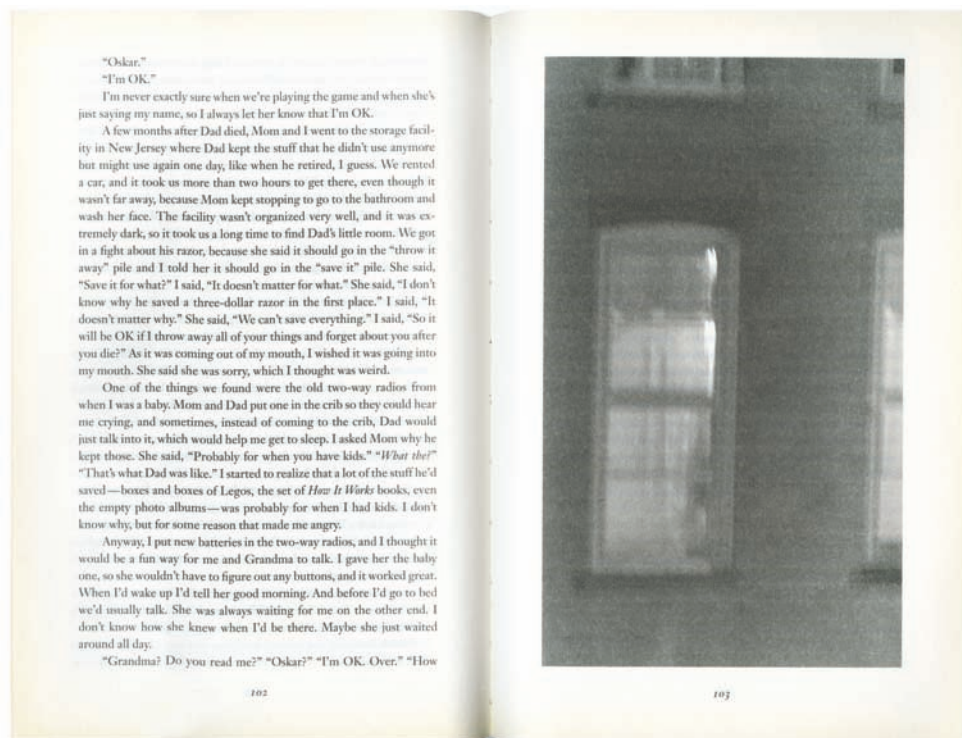 “Oskar.”
“I’m OK.”
I’m never exactly sure when we’re playing the game and when she’s
just saying my name, so I always let her know that I’m OK.
A few months after Dad died, Mom and I went to the storage facil-
ity in New Jersey where Dad kept the stuff that he didn’t use anymore
but might use again one day, like when he retired, I guess. We rented
a car, and it took us more than two hours to get there, even though it
wasn’t far away, because Mom kept stopping to go to the bathroom and
wash her face. The facility wasn’t organized very well, and it was ex-
tremely dark, so it took us a long time to find Dad’s little room. We got
in a fight about his razor, because she said it should go in the “throw it
away” pile and I told her it should go in the “save it” pile. She said,
“Save it for what?” I said, “It doesn’t matter for what.” She said, “I don’t
know why he saved a three-dollar razor in the first place.” I said, “It
doesn’t matter why.” She said, “We can’t save everything.” I said, “So it
will be OK if I throw away all of your things and forget about you after
you die?” As it was coming out of my mouth, I wished it was going into
my mouth. She said she was sorry, which I thought was weird.
One of the things we found were the old two-way radios from
when I was a baby. Mom and Dad put one in the crib so they could hear
me crying, and sometimes, instead of coming to the crib, Dad would
just talk into it, which would help me get to sleep. I asked Mom why he
kept those. She said, “Probably for when you have kids.” “What the?”
“That’s what Dad was like.” I started to realize that a lot of the stuff he’d
saved—boxes and boxes of Legos, the set of How It Works books, even
the empty photo albums—was probably for when I had kids. I don’t
know why, but for some reason that made me angry.
Anyway, I put new batteries in the two-way radios, and I thought it
would be a fun way for me and Grandma to talk. I gave her the baby
one, so she wouldn’t have to figure out any buttons, and it worked great.
When I’d wake up I’d tell her good morning. And before I’d go to bed
we’d usually talk. She was always waiting for me on the other end. I
don’t know how she knew when I’d be there. Maybe she just waited
around all day.
“Grandma? Do you read me?” “Oskar?” “I’m OK. Over.” “How
102
103